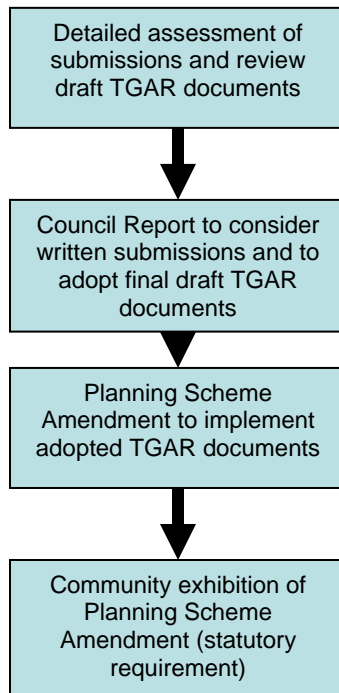 Detailed assessment of
submissions and review
draft TGAR documents
Council Report to consider
written submissions and to
adopt final draft TGAR
documents
Planning Scheme
Amendment to implement
adopted TGAR documents
Community exhibition of
Planning Scheme
Amendment (statutory
requirement)